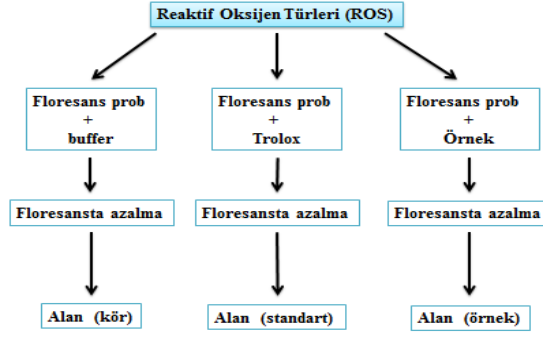 Reaktif Oksijen Türleri (ROS)
Floresans prob
+
buffer
Floresans prob
+
Trolox
Floresans prob
+
Örnek
Floresansta azalma
Floresansta azalma
Floresansta azalma
Alan (kör)
Alan (standart)
Alan (örnek)